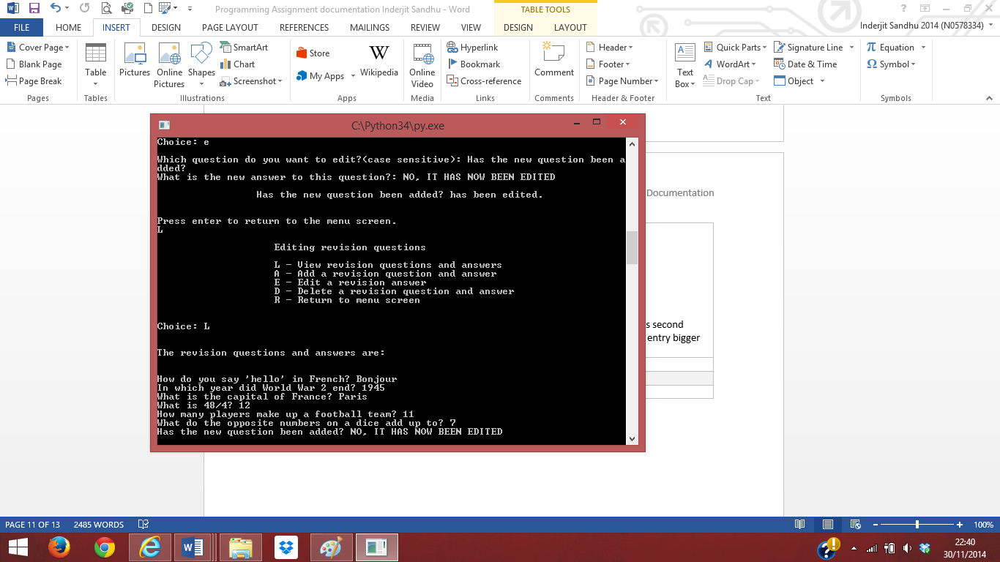 Programming Assignment documentation Inderjit Sandhu - Word
TABLE TOOLS
FILE HOME INSERT DESIGN PAGE LAYOUT REFERENCES MAILINGS REVIEW VIEW DESIGN LAYOUT
Inderjit Sandhu 2014 (N0578334)
Cover Page
Blank Page
Page Break
Pages
Table
Tables
Pictures
Online Pictures
Shapes
SmartArt
Chart
Screenshot
Illustrations
Store
My Apps
W
Wikipedia
Apps
Online Video
Media
Hyperlink
Bookmark
Cross-reference
Links
Comment
Comments
Header
Footer
Page Number
Header & Footer
Text Box
Quick Parts
WordArt
Drop Cap
Signature Line
Date & Time
Object
Text
π Equation
Ω Symbol
Symbols
C:\Python34\py.exe
Choice: e
Which question do you want to edit?(case sensitive): Has the new question been a
dded?
What is the new answer to this question?: NO, IT HAS NOW BEEN EDITED
Has the new question been added? has been edited.
Press enter to return to the menu screen.
L
Editing revision questions
L - View revision questions and answers
A - Add a revision question and answer
E - Edit a revision answer
D - Delete a revision question and answer
R - Return to menu screen
Choice: L
The revision questions and answers are:
How do you say 'hello' in French? Bonjour
In which year did World War 2 end? 1945
What is the capital of France? Paris
What is 48/4? 12
How many players make up a football team? 11
What do the opposite numbers on a dice add up to? 7
Has the new question been added? NO, IT HAS NOW BEEN EDITED
Documentation
s second
entry bigger
PAGE 11 OF 13 2485 WORDS
100%
22:40
30/11/2014